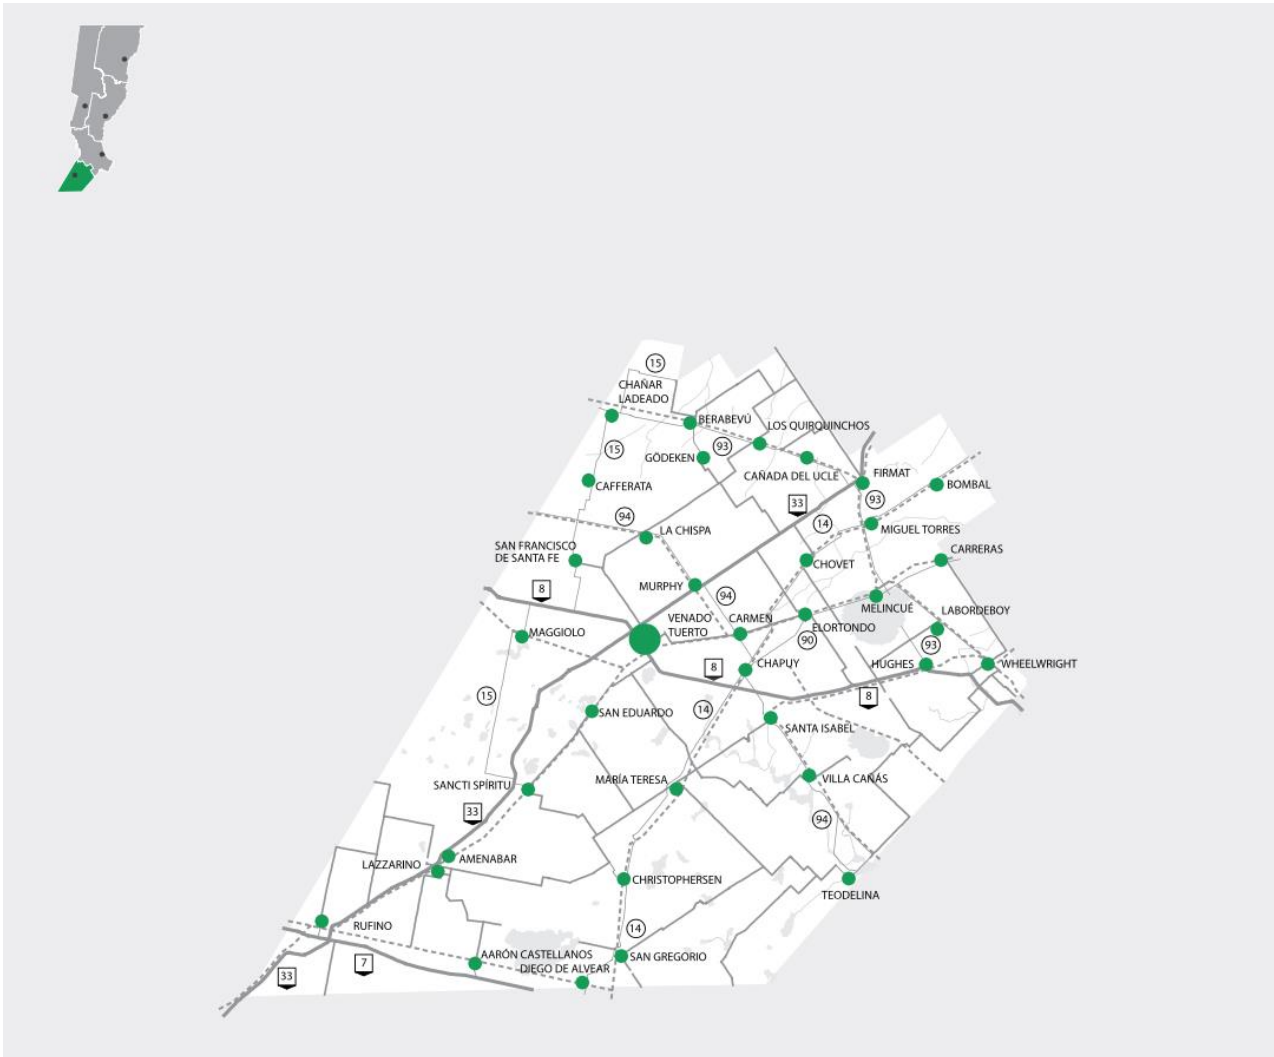 15
CHAÑAR
LADEADO
BERABEVÚ
LOS QUIRQUINCHOS
15
93
GÖDEKEN
CAÑADA DEL UCLE
FIRMAT
CAFFERATA
BOMBAL
33
93
94
14
LA CHISPA
MIGUEL TORRES
SAN FRANCISCO
DE SANTA FE
CARRERAS
CHOVET
8
MURPHY
94
MELINCUÉ
LABORDEBOY
VENADO
TUERTO
CARMEN
ELORTONDO
MAGGIOLO
90
93
8
CHAPUY
HUGHES
WHEELWRIGHT
15
8
14
SAN EDUARDO
SANTA ISABEL
SANCTI SPÍRITU
MARÍA TERESA
VILLA CAÑÁS
33
94
LAZZARINO
AMENABAR
CHRISTOPHERSEN
TEODELINA
RUFINO
14
AARÓN CASTELLANOS
SAN GREGORIO
7
DIEGO DE ALVEAR
33